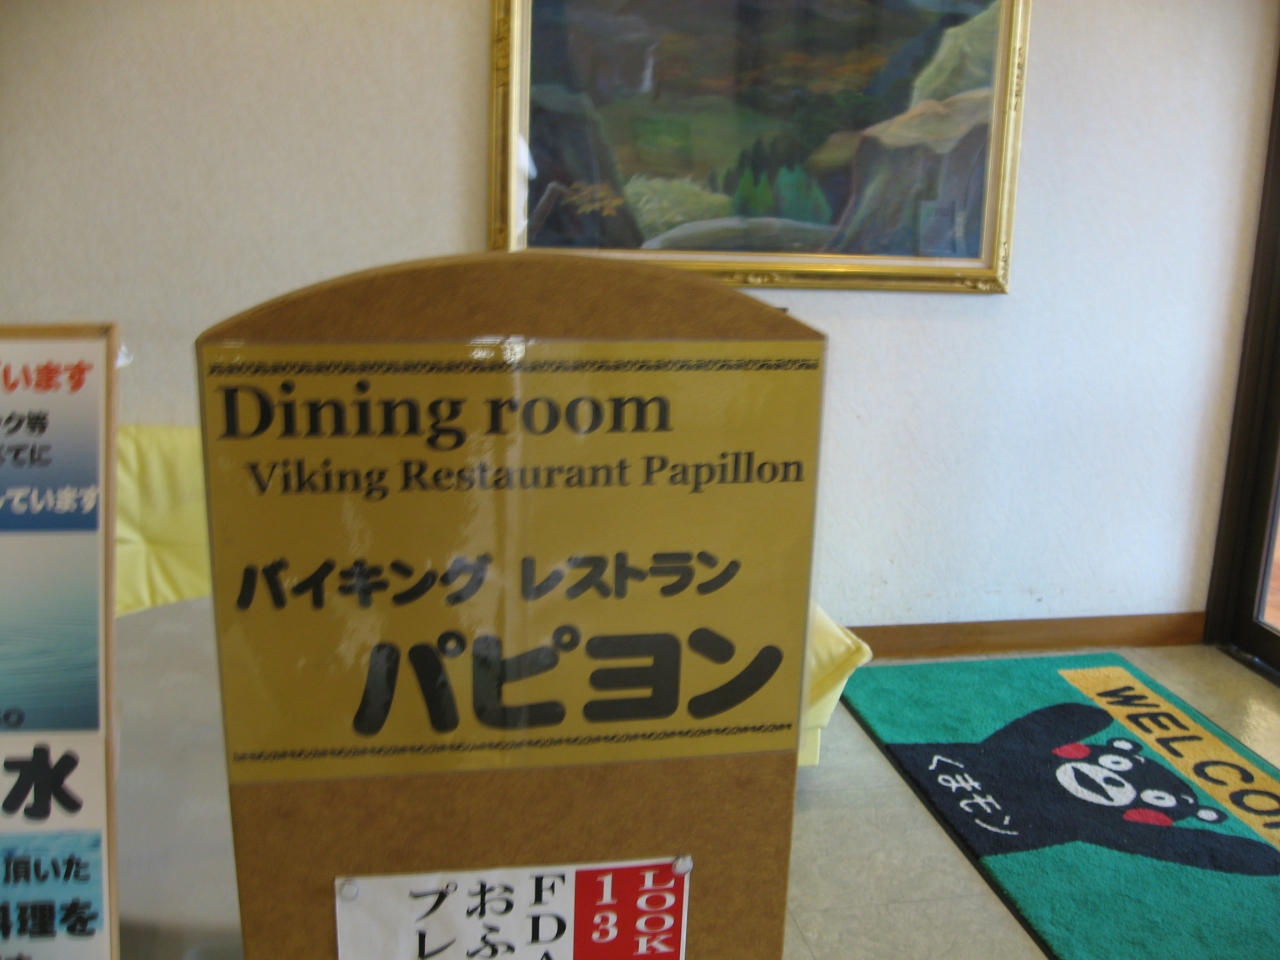 Dining room
Viking Restaurant Papillon
バイキング レストラン
パピヨン
LOOK
13
FDA
おふ
プレ
います
ク等
てに
ています
水
頂いた
料理を
WELCOM
くまモン